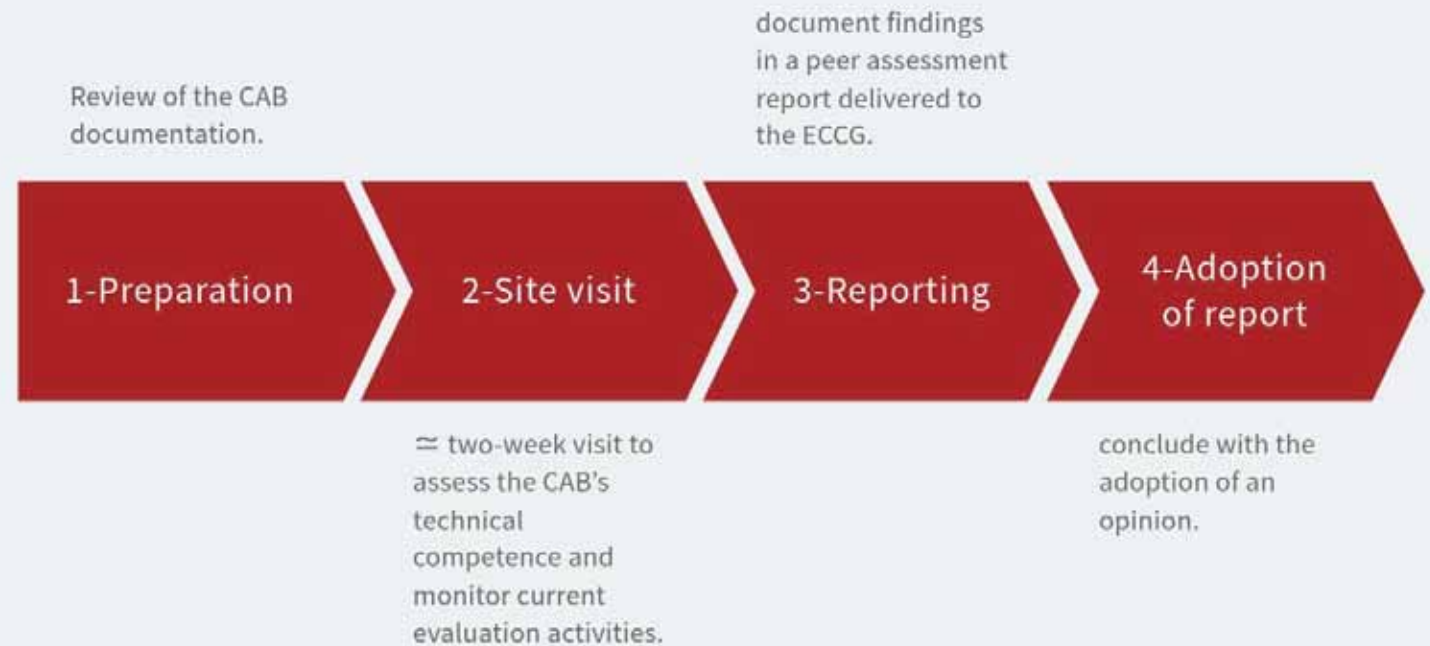 Review of the CAB
documentation.
document findings
in a peer assessment
report delivered to
the ECCG.
1-Preparation
2-Site visit
3-Reporting
4-Adoption
of report
≃ two-week visit to
assess the CAB's
technical
competence and
monitor current
evaluation activities.
conclude with the
adoption of an
opinion.